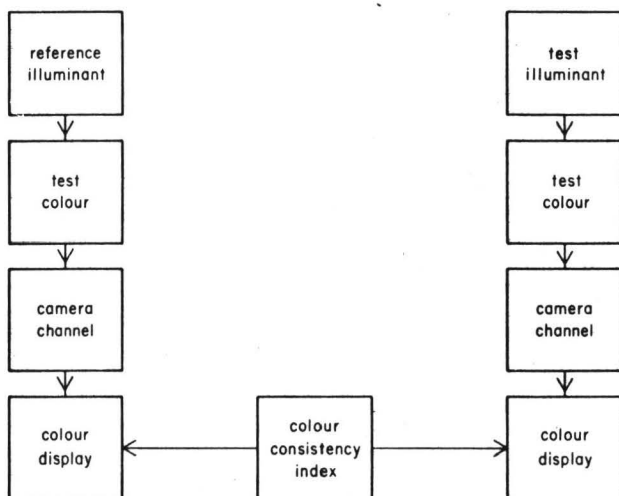 reference
illuminant
test
illuminant
test
colour
test
colour
camera
channel
camera
channel
colour
display
colour
consistency
index
colour
display